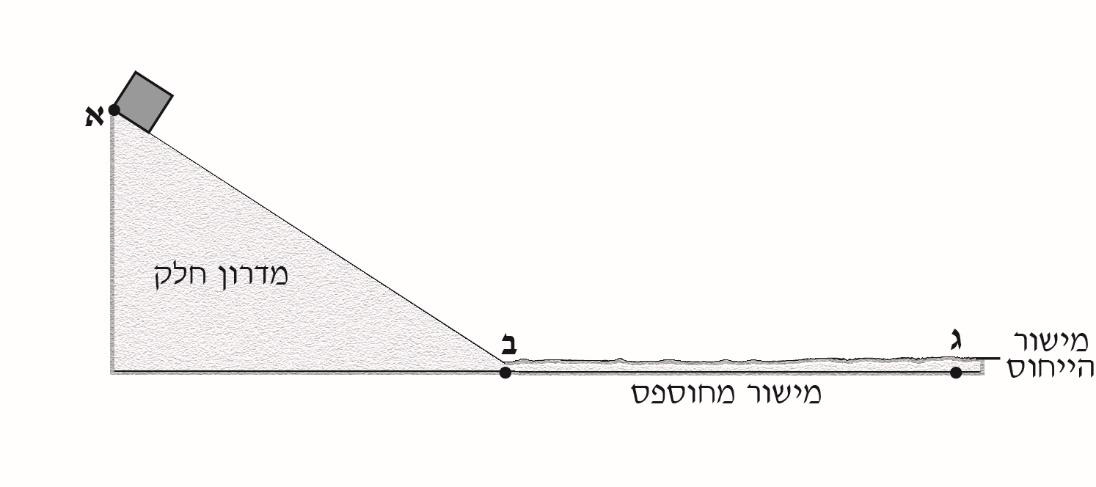 א
מדרון חלק
ב
ג
מישור
הייחוס
מישור מחוספס